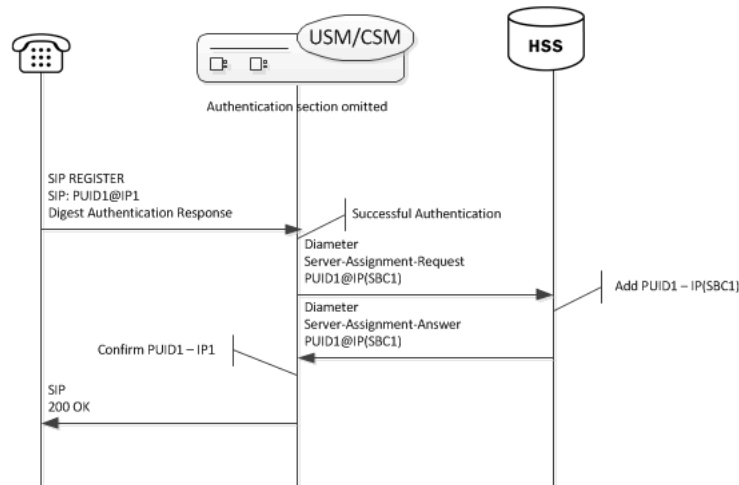 USM/CSM
HSS
Authentication section omitted
SIP REGISTER
SIP: PUID1@IP1
Digest Authentication Response
Successful Authentication
Diameter
Server-Assignment-Request
PUID1@IP(SBC1)
Add PUID1 – IP(SBC1)
Diameter
Server-Assignment-Answer
PUID1@IP(SBC1)
Confirm PUID1 – IP1
SIP
200 OK